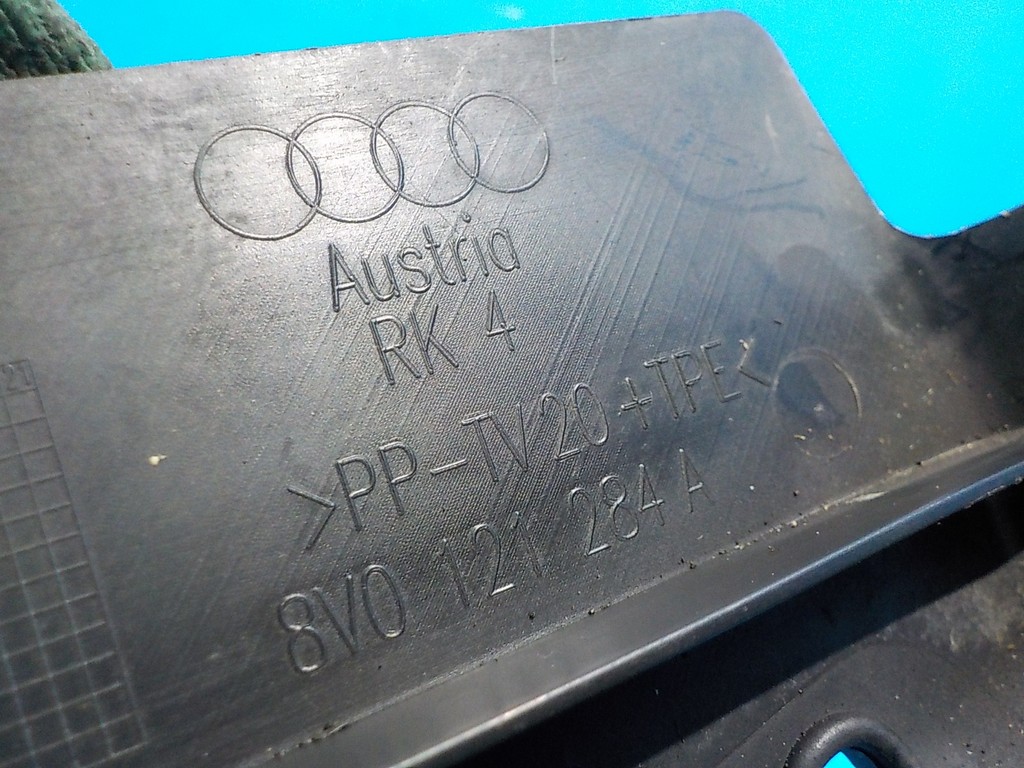 Austria
RK 4
>PP-TV20+TPE<
8V0 121 284 A